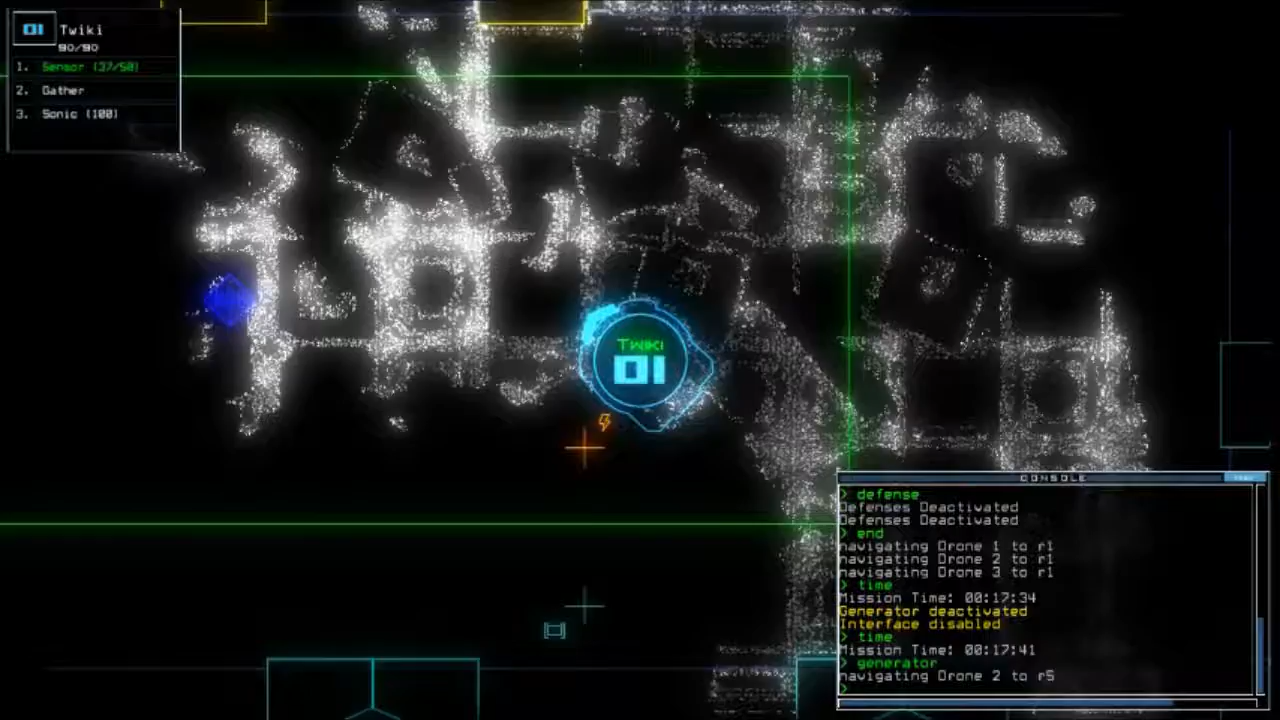 01 Twiki
90/90
1. Sensor (37/50)
2. Gather
3. Sonic (100)
TWIKI
01
CONSOLE
> defense
Defenses Deactivated
Defenses Deactivated
> end
navigating Drone 1 to r1
navigating Drone 2 to r1
navigating Drone 3 to r1
> time
Mission Time: 00:17:34
Generator deactivated
Interface disabled
> time
Mission Time: 00:17:41
> generator
navigating Drone 2 to r5
>